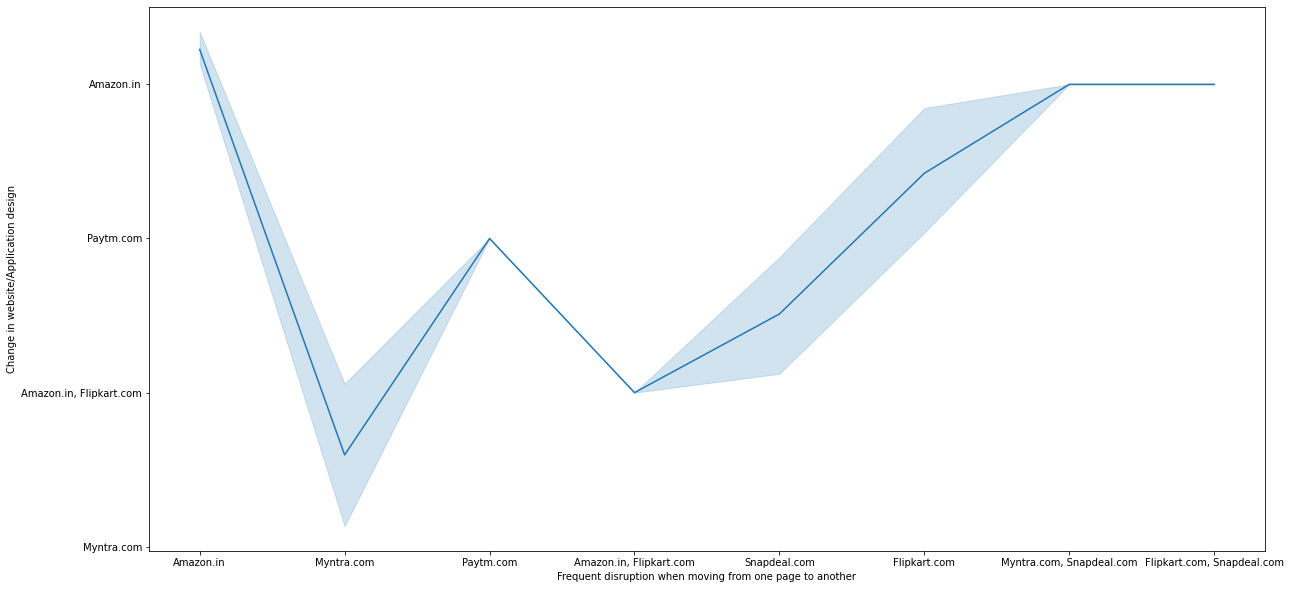 Change in website/Application design
Amazon.in
Paytm.com
Amazon.in, Flipkart.com
Myntra.com
Amazon.in
Myntra.com
Paytm.com
Amazon.in, Flipkart.com
Snapdeal.com
Flipkart.com
Myntra.com, Snapdeal.com
Flipkart.com, Snapdeal.com
Frequent disruption when moving from one page to another